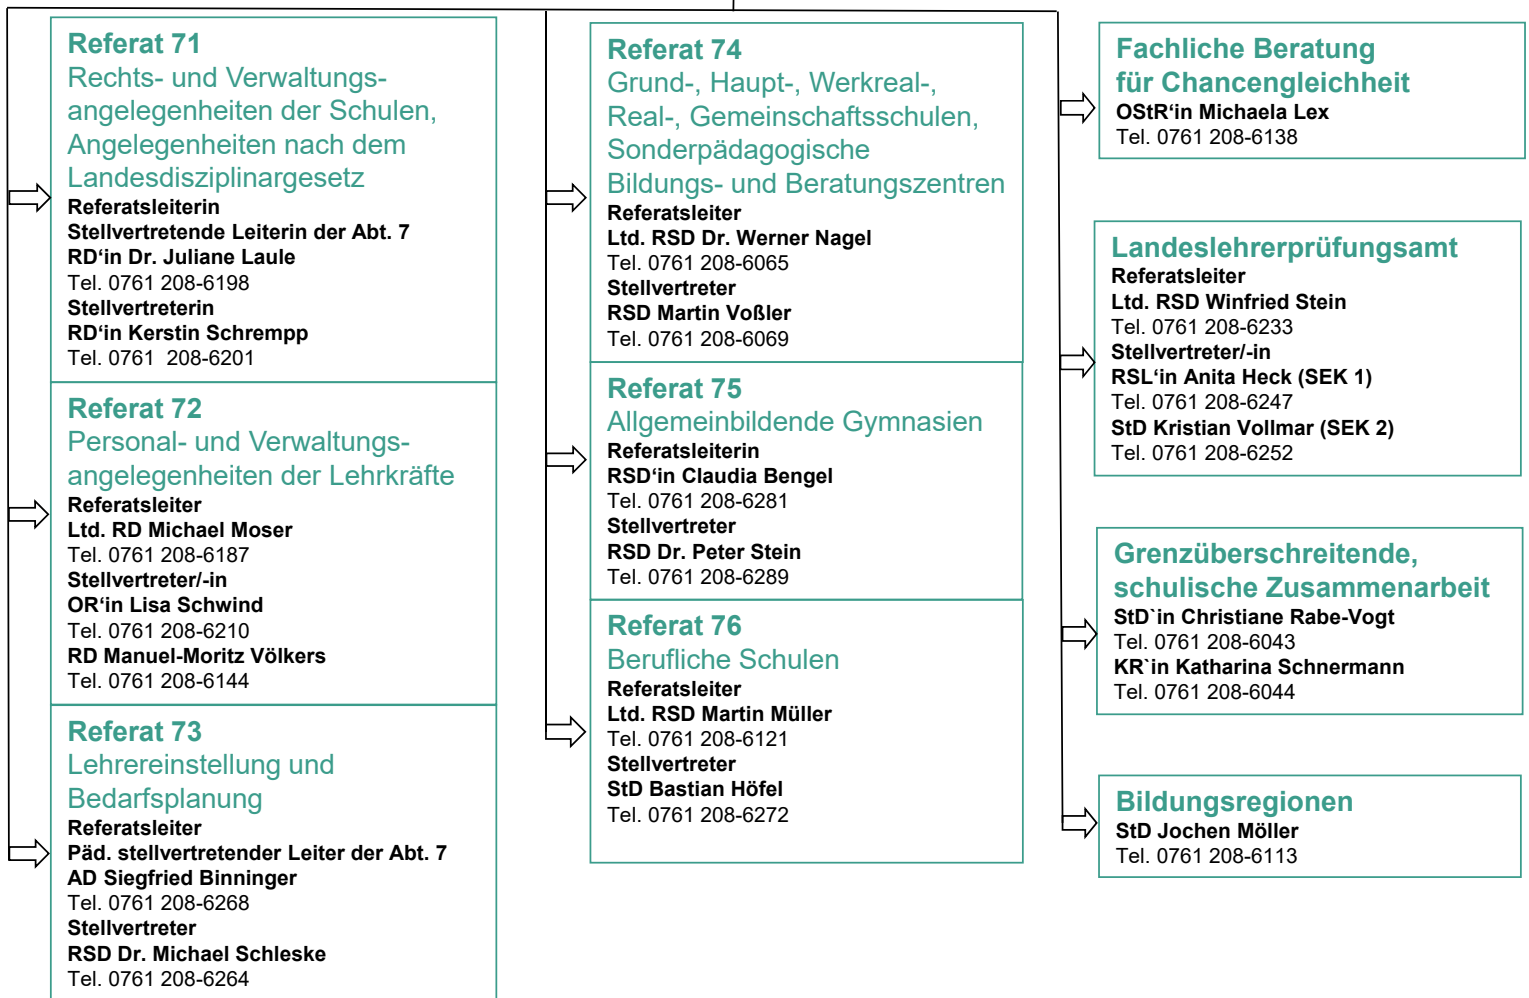 Referat 71
Rechts- und Verwaltungs-
angelegenheiten der Schulen,
Angelegenheiten nach dem
Landesdisziplinargesetz
Referatsleiterin
Stellvertretende Leiterin der Abt. 7
RD‘in Dr. Juliane Laule
Tel. 0761 208-6198
Stellvertreterin
RD‘in Kerstin Schrempp
Tel. 0761  208-6201
Referat 72
Personal- und Verwaltungs-
angelegenheiten der Lehrkräfte
Referatsleiter
Ltd. RD Michael Moser
Tel. 0761 208-6187
Stellvertreter/-in
OR‘in Lisa Schwind
Tel. 0761 208-6210
RD Manuel-Moritz Völkers
Tel. 0761 208-6144
Referat 73
Lehrereinstellung und
Bedarfsplanung
Referatsleiter
Päd. stellvertretender Leiter der Abt. 7
AD Siegfried Binninger
Tel. 0761 208-6268
Stellvertreter
RSD Dr. Michael Schleske
Tel. 0761 208-6264
Referat 74
Grund-, Haupt-, Werkreal-,
Real-, Gemeinschaftsschulen,
Sonderpädagogische
Bildungs- und Beratungszentren
Referatsleiter
Ltd. RSD Dr. Werner Nagel
Tel. 0761 208-6065
Stellvertreter
RSD Martin Voßler
Tel. 0761 208-6069
Referat 75
Allgemeinbildende Gymnasien
Referatsleiterin
RSD‘in Claudia Bengel
Tel. 0761 208-6281
Stellvertreter
RSD Dr. Peter Stein
Tel. 0761 208-6289
Referat 76
Berufliche Schulen
Referatsleiter
Ltd. RSD Martin Müller
Tel. 0761 208-6121
Stellvertreter
StD Bastian Höfel
Tel. 0761 208-6272
Fachliche Beratung
für Chancengleichheit
OStR‘in Michaela Lex
Tel. 0761 208-6138
Landeslehrerprüfungsamt
Referatsleiter
Ltd. RSD Winfried Stein
Tel. 0761 208-6233
Stellvertreter/-in
RSL‘in Anita Heck (SEK 1)
Tel. 0761 208-6247
StD Kristian Vollmar (SEK 2)
Tel. 0761 208-6252
Grenzüberschreitende,
schulische Zusammenarbeit
StD`in Christiane Rabe-Vogt
Tel. 0761 208-6043
KR`in Katharina Schnermann
Tel. 0761 208-6044
Bildungsregionen
StD Jochen Möller
Tel. 0761 208-6113